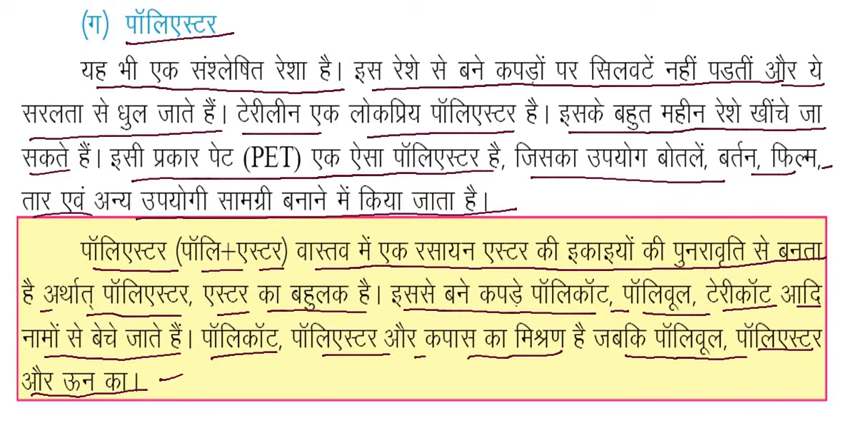 (ग) पॉलिएस्टर
यह भी एक संश्लेषित रेशा है। इस रेशे से बने कपड़ों पर सिलवटें नहीं पडतीं और ये
सरलता से धुल जाते हैं। टेरीलीन एक लोकप्रिय पॉलिएस्टर है। इसके बहुत महीन रेशे खींचे जा
सकते हैं। इसी प्रकार पेट (PET) एक ऐसा पॉलिएस्टर है, जिसका उपयोग बोतलें, बर्तन, फिल्म,
तार एवं अन्य उपयोगी सामग्री बनाने में किया जाता है।
पॉलिएस्टर (पॉलि+एस्टर) वास्तव में एक रसायन एस्टर की इकाइयों की पुनरावृति से बनता
है अर्थात् पॉलिएस्टर, एस्टर का बहुलक है। इससे बने कपड़े पॉलिकॉट, पॉलिवूल, टेरीकॉट आदि
नामों से बेचे जाते हैं। पॉलिकॉट, पॉलिएस्टर और कपास का मिश्रण है जबकि पॉलिवूल, पॉलिएस्टर
और ऊन का।